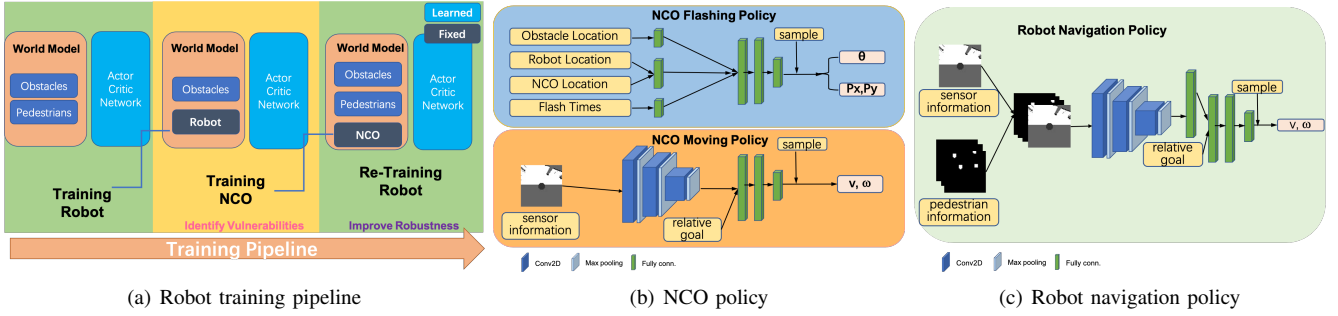 Learned
Fixed
World Model
Obstacles
Pedestrians
Actor
Critic
Network
World Model
Obstacles
Robot
Actor
Critic
Network
World Model
Obstacles
Pedestrians
NCO
Actor
Critic
Network
Training
Robot
Training
NCO
Re-Training
Robot
Identify Vulnerabilities
Improve Robustness
Training Pipeline
(a) Robot training pipeline
NCO Flashing Policy
Obstacle Location
Robot Location
NCO Location
Flash Times
sample
θ
Px,Py
NCO Moving Policy
sensor
information
relative
goal
sample
v, ω
Conv2D
Max pooling
Fully conn.
(b) NCO policy
Robot Navigation Policy
sensor
information
pedestrian
information
relative
goal
sample
v, ω
Conv2D
Max pooling
Fully conn.
(c) Robot navigation policy